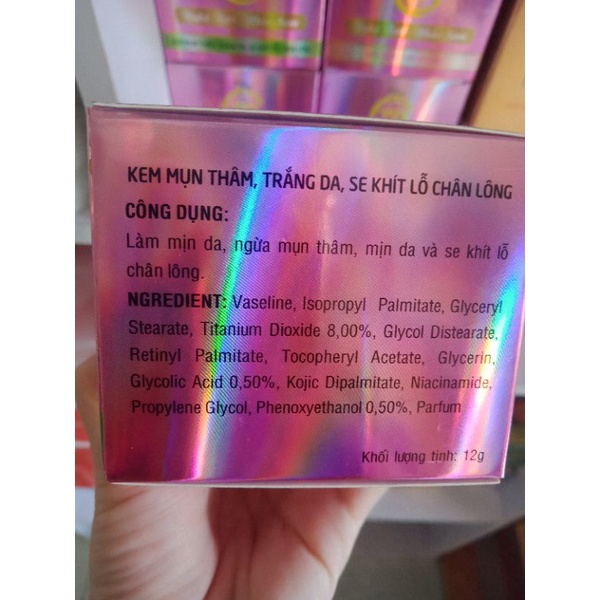 KEM MỤN THÂM, TRẮNG DA, SE KHÍT LỖ CHÂN LÔNG
CÔNG DỤNG:
Làm mịn da, ngừa mụn thâm, mịn da và se khít lỗ
chân lông.
NGREDIENT: Vaseline, Isopropyl Palmitate, Glyceryl
Stearate, Titanium Dioxide 8,00%, Glycol Distearate,
Retinyl Palmitate, Tocopheryl Acetate, Glycerin,
Glycolic Acid 0,50%, Kojic Dipalmitate, Niacinamide,
Propylene Glycol, Phenoxyethanol 0,50%, Parfum
Khối lượng tịnh: 12g